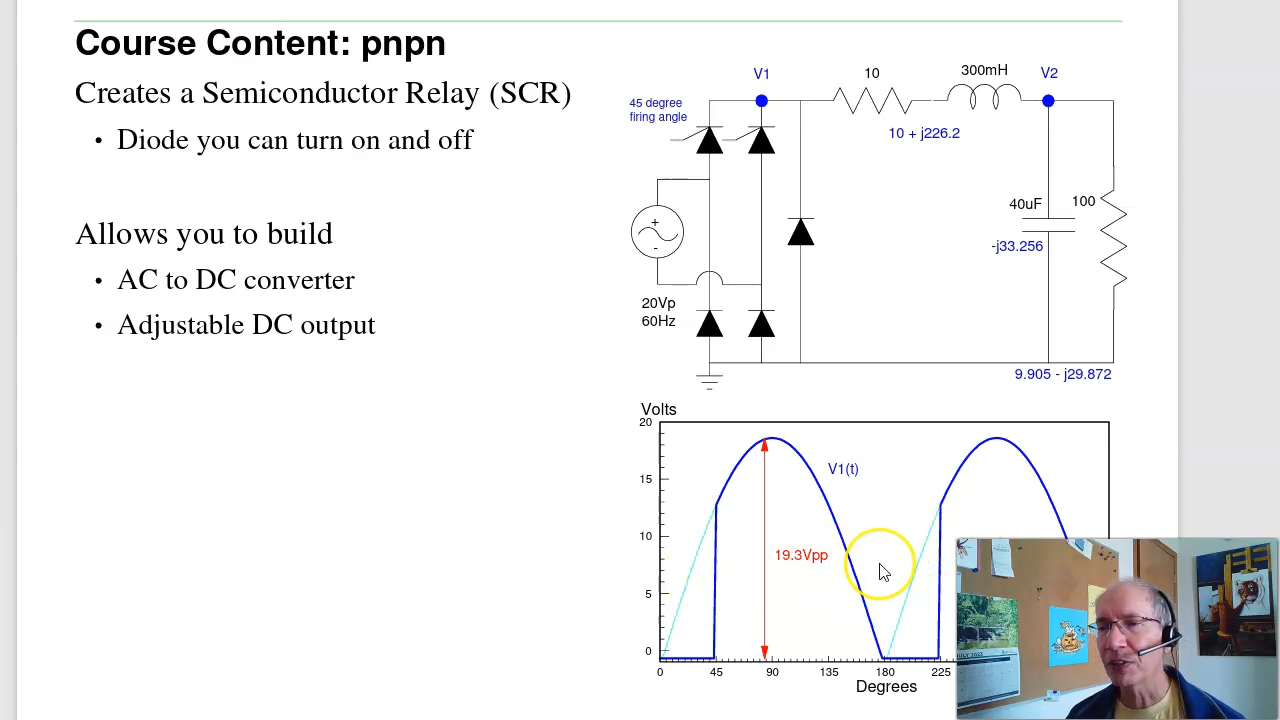 Course Content: pnpn
Creates a Semiconductor Relay (SCR)
• Diode you can turn on and off
Allows you to build
• AC to DC converter
• Adjustable DC output
V1
10
300mH
V2
45 degree
firing angle
10 + j226.2
40uF
100
+
-
-j33.256
20Vp
60Hz
9.905 - j29.872
Volts
20
15
10
5
0
V1(t)
19.3Vpp
0 45 90 135 180 225
Degrees
JULY 2023